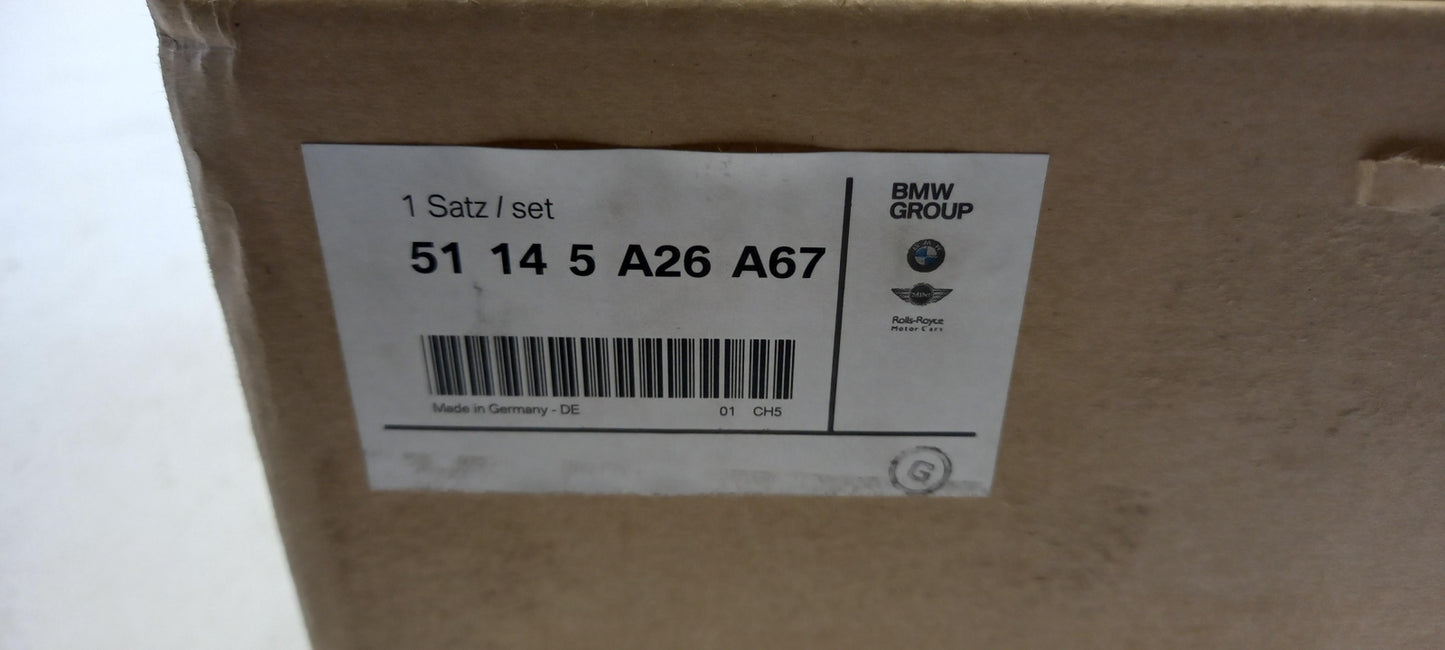 1 Satz / set
51 14 5 A26 A67
Made in Germany - DE
01 CH5
BMW
GROUP
MINI
Rolls-Royce
Motor Cars
G